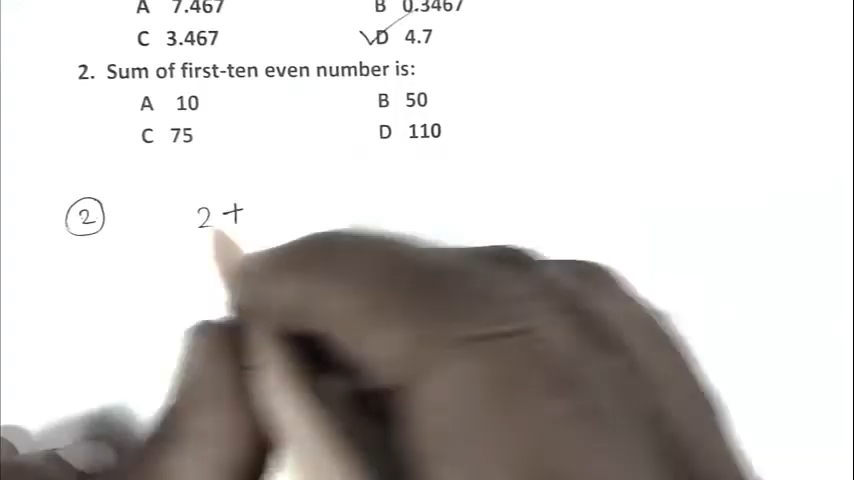 A 7.467 B 0.3467
C 3.467 D 4.7
2. Sum of first-ten even number is:
A 10 B 50
C 75 D 110
2 2 +